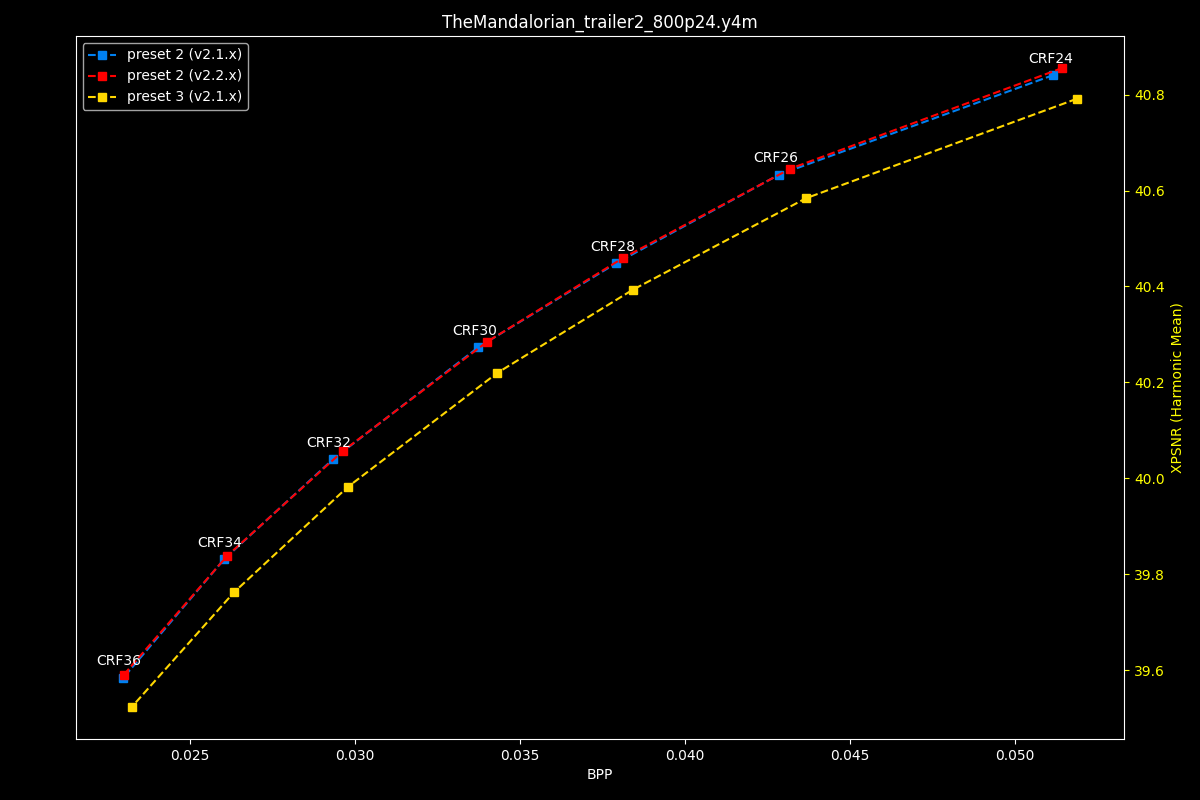 TheMandalorian_trailer2_800p24.y4m
preset 2 (v2.1.x)
preset 2 (v2.2.x)
preset 3 (v2.1.x)
CRF24
CRF26
CRF28
CRF30
CRF32
CRF34
CRF36
40.8
40.6
40.4
40.2
40.0
39.8
39.6
XPSNR (Harmonic Mean)
0.025
0.030
0.035
0.040
0.045
0.050
BPP